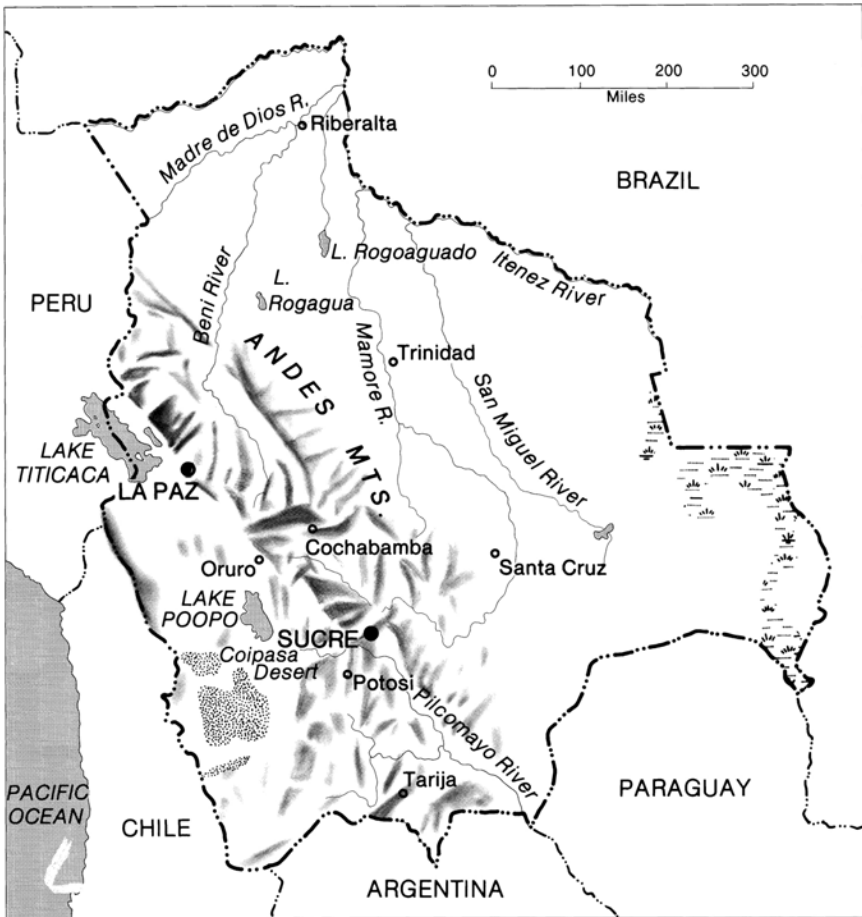 0 100 200 300
Miles
Madre de Dios R.
Riberalta
BRAZIL
L. Rogoaguado
Itenez River
PERU
Beni River
L.
Rogagua
Mamore R.
Trinidad
ANDES MTS.
San Miguel River
LAKE
TITICACA
LA PAZ
Cochabamba
Oruro
Santa Cruz
LAKE
POOPO
SUCRE
Coipasa
Desert
Potosi
Pilcomayo River
Tarija
PARAGUAY
PACIFIC
OCEAN
CHILE
ARGENTINA